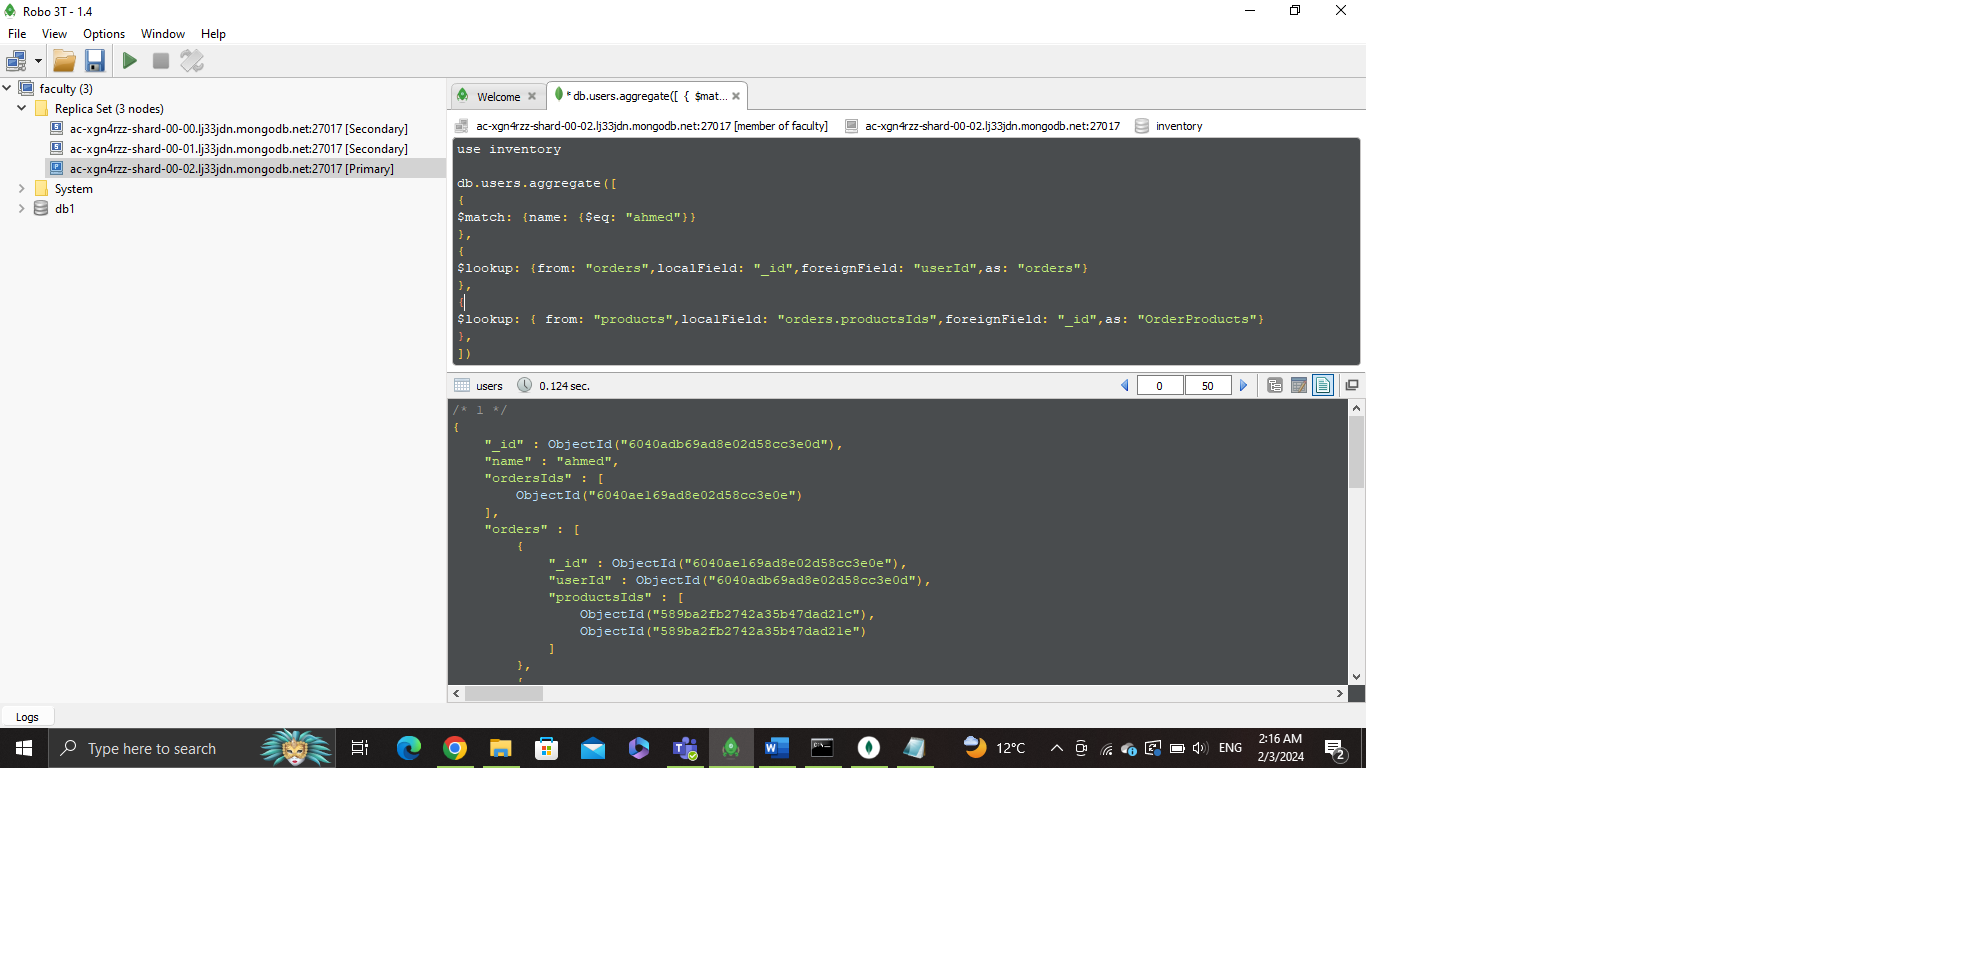 Robo 3T - 1.4
File View Options Window Help
faculty (3)
Replica Set (3 nodes)
ac-xgn4rzz-shard-00-00.lj33jdn.mongodb.net:27017 [Secondary]
ac-xgn4rzz-shard-00-01.lj33jdn.mongodb.net:27017 [Secondary]
ac-xgn4rzz-shard-00-02.lj33jdn.mongodb.net:27017 [Primary]
System
db1
Welcome
* db.users.aggregate([ { $mat...
ac-xgn4rzz-shard-00-02.lj33jdn.mongodb.net:27017 [member of faculty] ac-xgn4rzz-shard-00-02.lj33jdn.mongodb.net:27017 inventory
use inventory
db.users.aggregate([
{
$match: {name: {$eq: "ahmed"}}
},
{
$lookup: {from: "orders",localField: "_id",foreignField: "userId",as: "orders"}
},
{
$lookup: { from: "products",localField: "orders.productsIds",foreignField: "_id",as: "OrderProducts"}
},
])
users 0.124 sec. 0 50
/* 1 */
{
"_id" : ObjectId("6040adb69ad8e02d58cc3e0d"),
"name" : "ahmed",
"ordersIds" : [
ObjectId("6040ae169ad8e02d58cc3e0e")
],
"orders" : [
{
"_id" : ObjectId("6040ae169ad8e02d58cc3e0e"),
"userId" : ObjectId("6040adb69ad8e02d58cc3e0d"),
"productsIds" : [
ObjectId("589ba2fb2742a35b47dad21c"),
ObjectId("589ba2fb2742a35b47dad21e")
]
},
Logs
Type here to search
12°C
ENG
2:16 AM
2/3/2024
2